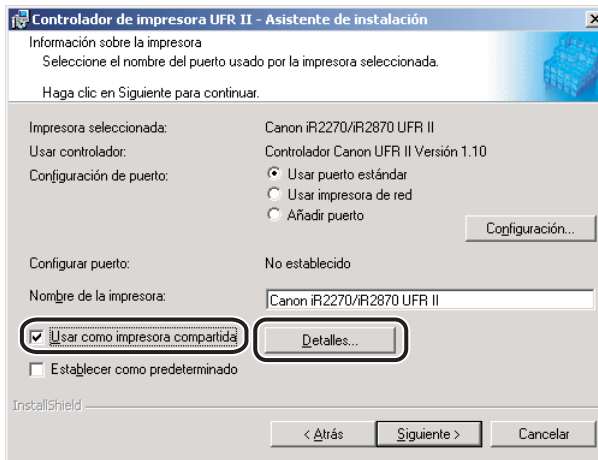 Controlador de impresora UFR II - Asistente de instalación
Información sobre la impresora
Seleccione el nombre del puerto usado por la impresora seleccionada.
Haga clic en Siguiente para continuar.
Impresora seleccionada: Canon iR2270/iR2870 UFR II
Usar controlador: Controlador Canon UFR II Versión 1.10
Configuración de puerto: Usar puerto estándar
Usar impresora de red
Añadir puerto
Configuración...
Configurar puerto: No establecido
Nombre de la impresora: Canon iR2270/iR2870 UFR II
Usar como impresora compartida Detalles...
Establecer como predeterminado
InstallShield
< Atrás Siguiente > Cancelar